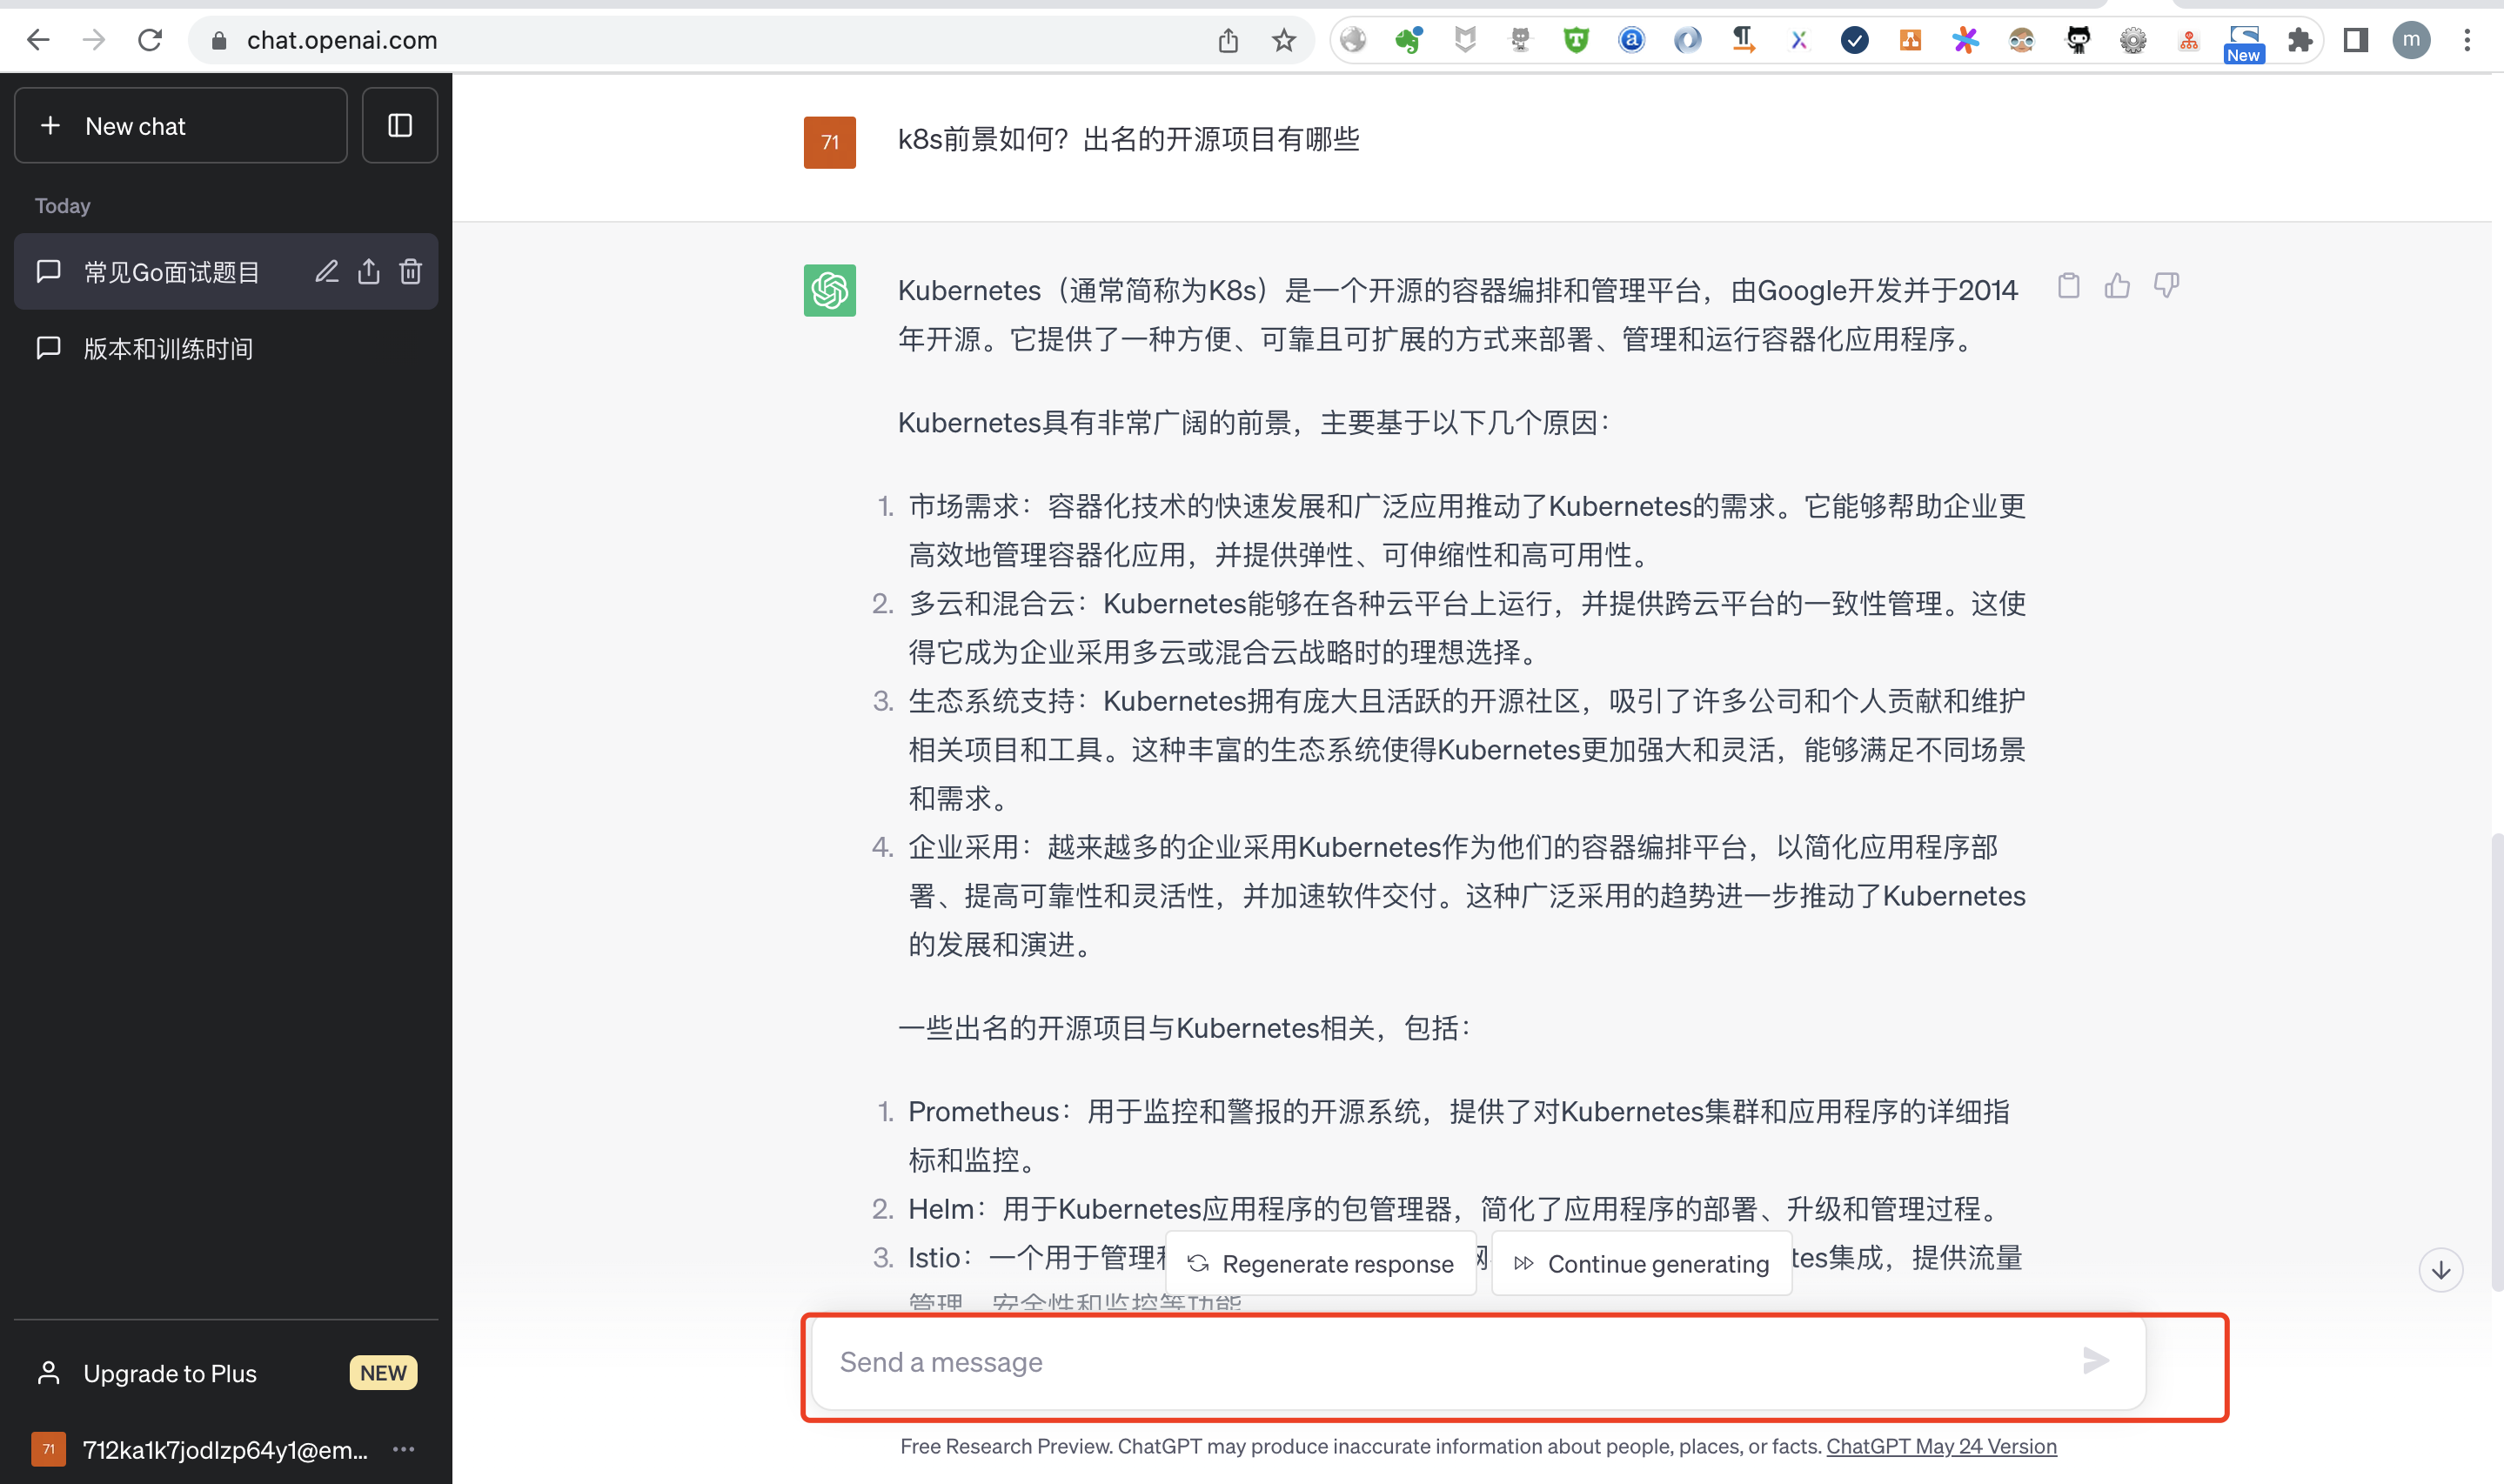 chat.openai.com
New
m
New chat
Today
常见Go面试题目
版本和训练时间
Upgrade to Plus
NEW
71
712ka1k7jodlzp64y1@em...
71
k8s前景如何？出名的开源项目有哪些
Kubernetes（通常简称为K8s）是一个开源的容器编排和管理平台，由Google开发并于2014
年开源。它提供了一种方便、可靠且可扩展的方式来部署、管理和运行容器化应用程序。
Kubernetes具有非常广阔的前景，主要基于以下几个原因：
1. 市场需求：容器化技术的快速发展和广泛应用推动了Kubernetes的需求。它能够帮助企业更
高效地管理容器化应用，并提供弹性、可伸缩性和高可用性。
2. 多云和混合云：Kubernetes能够在各种云平台上运行，并提供跨云平台的一致性管理。这使
得它成为企业采用多云或混合云战略时的理想选择。
3. 生态系统支持：Kubernetes拥有庞大且活跃的开源社区，吸引了许多公司和个人贡献和维护
相关项目和工具。这种丰富的生态系统使得Kubernetes更加强大和灵活，能够满足不同场景
和需求。
4. 企业采用：越来越多的企业采用Kubernetes作为他们的容器编排平台，以简化应用程序部
署、提高可靠性和灵活性，并加速软件交付。这种广泛采用的趋势进一步推动了Kubernetes
的发展和演进。
一些出名的开源项目与Kubernetes相关，包括：
1. Prometheus：用于监控和警报的开源系统，提供了对Kubernetes集群和应用程序的详细指
标和监控。
2. Helm：用于Kubernetes应用程序的包管理器，简化了应用程序的部署、升级和管理过程。
3. Istio：一个用于管理 tes集成，提供流量
管理、安全性和监控等功能
Regenerate response
Continue generating
Send a message
Free Research Preview. ChatGPT may produce inaccurate information about people, places, or facts. ChatGPT May 24 Version